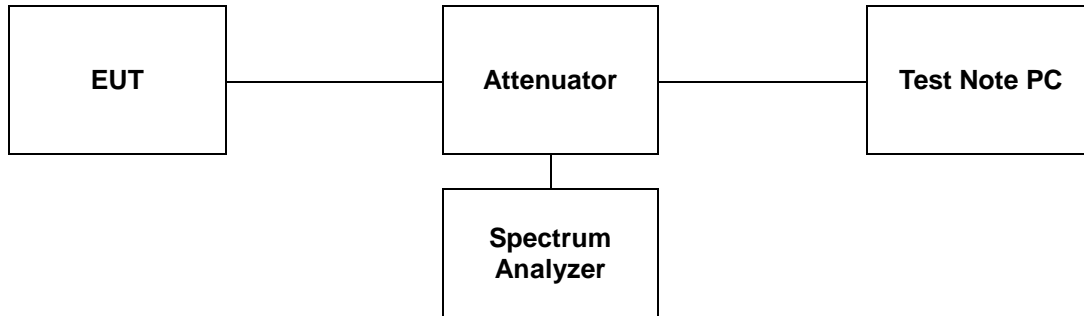 EUT
Attenuator
Test Note PC
Spectrum
Analyzer